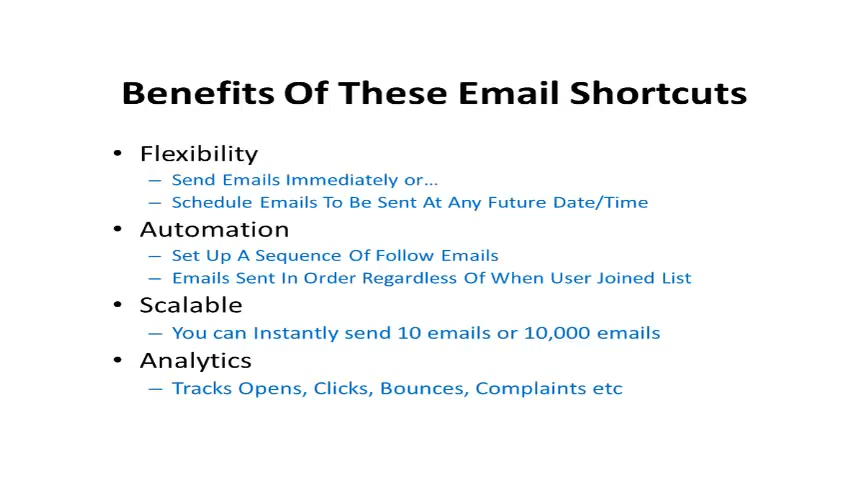 Benefits Of These Email Shortcuts
• Flexibility
– Send Emails Immediately or...
– Schedule Emails To Be Sent At Any Future Date/Time
• Automation
– Set Up A Sequence Of Follow Emails
– Emails Sent In Order Regardless Of When User Joined List
• Scalable
– You can Instantly send 10 emails or 10,000 emails
• Analytics
– Tracks Opens, Clicks, Bounces, Complaints etc